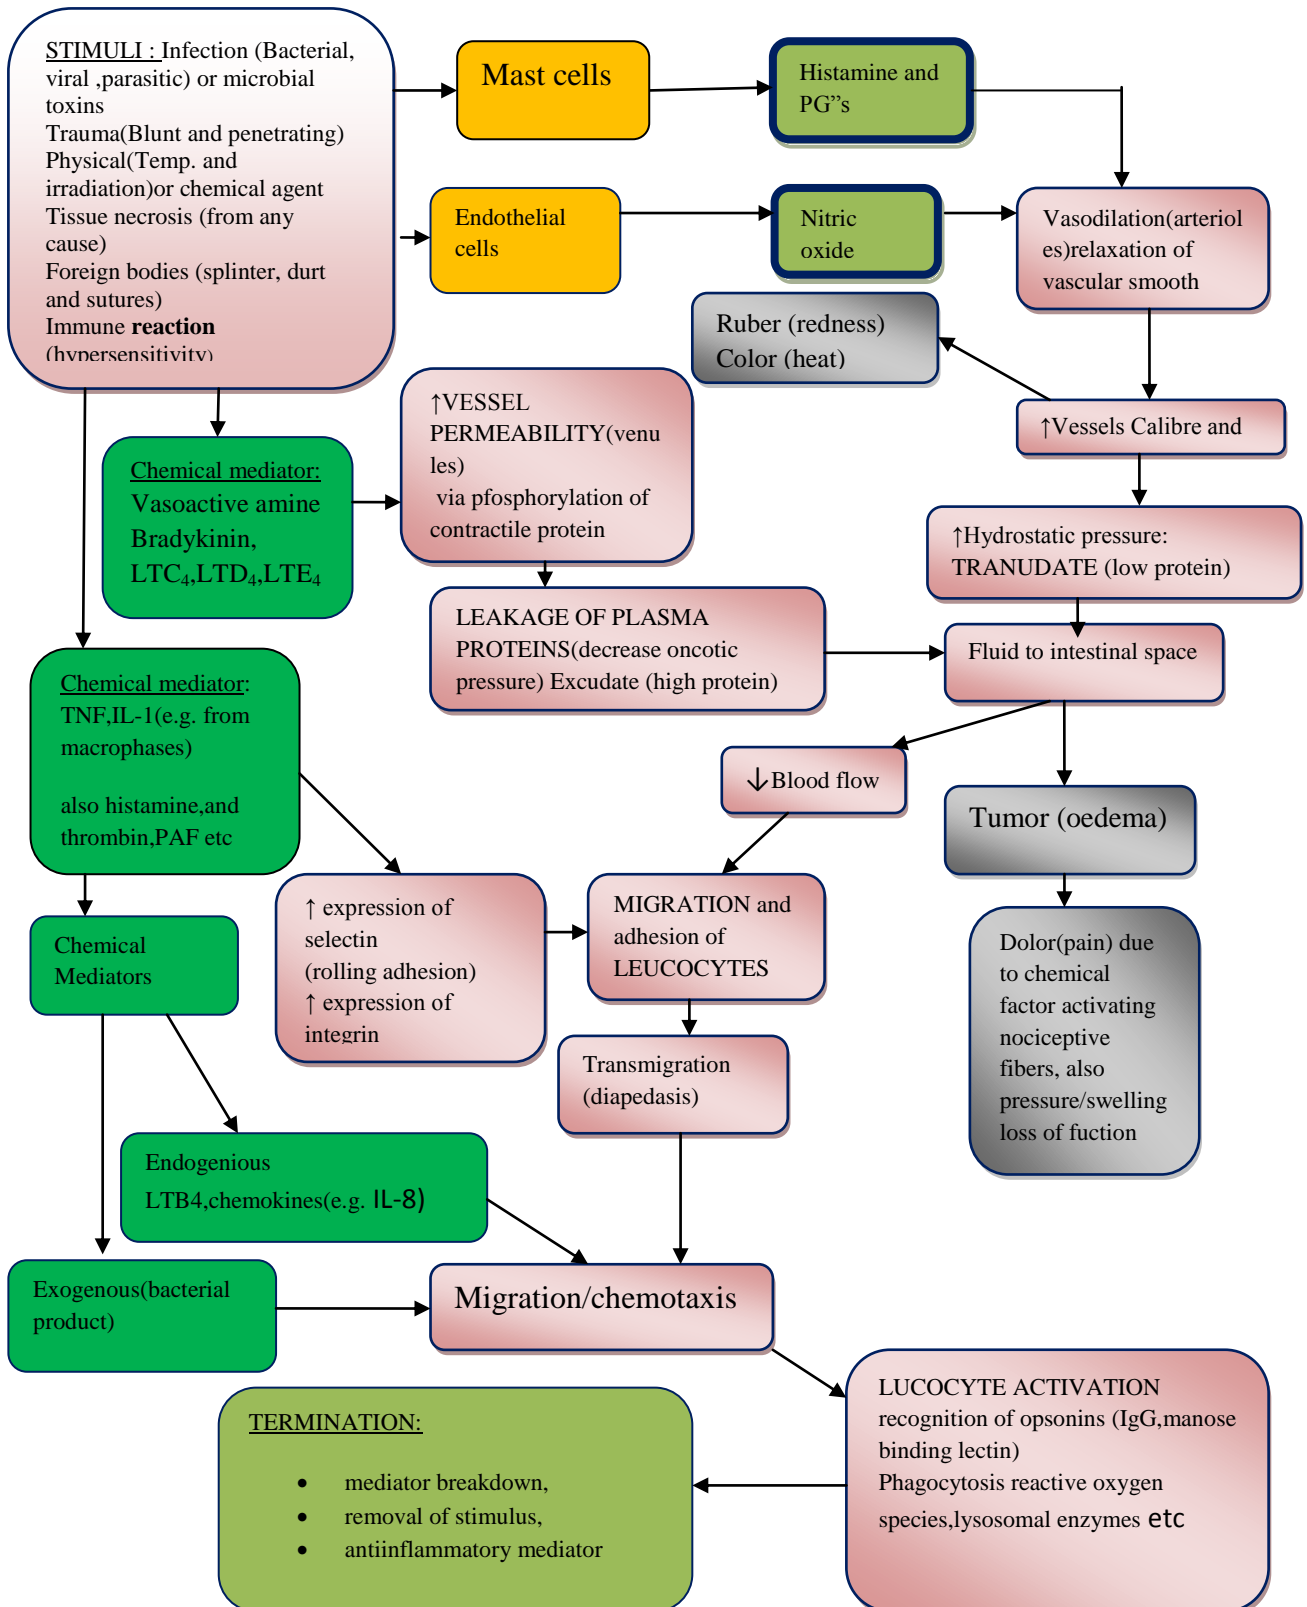 STIMULI : Infection (Bacterial,
viral ,parasitic) or microbial
toxins
Trauma(Blunt and penetrating)
Physical(Temp. and
irradiation)or chemical agent
Tissue necrosis (from any
cause)
Foreign bodies (splinter, durt
and sutures)
Immune reaction
(hypersensitivity)
Mast cells
Histamine and
PG”s
Endothelial
cells
Nitric
oxide
Vasodilation(arteriol
es)relaxation of
vascular smooth
Ruber (redness)
Color (heat)
↑Vessels Calibre and
↑VESSEL
PERMEABILITY(venu
les)
via pfosphorylation of
contractile protein
Chemical mediator:
Vasoactive amine
Bradykinin,
LTC₄,LTD₄,LTE₄
↑Hydrostatic pressure:
TRANUDATE (low protein)
LEAKAGE OF PLASMA
PROTEINS(decrease oncotic
pressure) Excudate (high protein)
Fluid to intestinal space
Chemical mediator:
TNF,IL-1(e.g. from
macrophases)
also histamine,and
thrombin,PAF etc
↓Blood flow
Tumor (oedema)
↑ expression of
selectin
(rolling adhesion)
↑ expression of
integrin
MIGRATION and
adhesion of
LEUCOCYTES
Dolor(pain) due
to chemical
factor activating
nociceptive
fibers, also
pressure/swelling
loss of fuction
Chemical
Mediators
Transmigration
(diapedasis)
Endogenious
LTB4,chemokines(e.g. IL-8)
Exogenous(bacterial
product)
Migration/chemotaxis
LUCOCYTE ACTIVATION
recognition of opsonins (IgG,manose
binding lectin)
Phagocytosis reactive oxygen
species,lysosomal enzymes etc
TERMINATION:
• mediator breakdown,
• removal of stimulus,
• antiinflammatory mediator